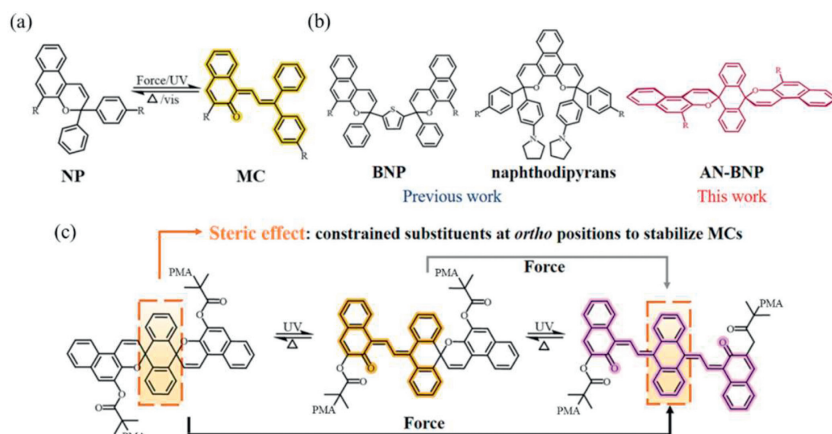 (a)
(b)
Force/UV
△/vis
R
O
R
NP
R
O
R
MC
R
O
S
O
R
BNP
O
O
R
R
N
N
naphthodipyrans
R
O
O
R
AN-BNP
Previous work
This work
(c)
Steric effect: constrained substituents at ortho positions to stabilize MCs
Force
PMA
O
O
O
O
O
O
PMA
UV
△
PMA
O
O
O
O
O
O
PMA
UV
△
PMA
O
O
O
O
O
PMA
Force